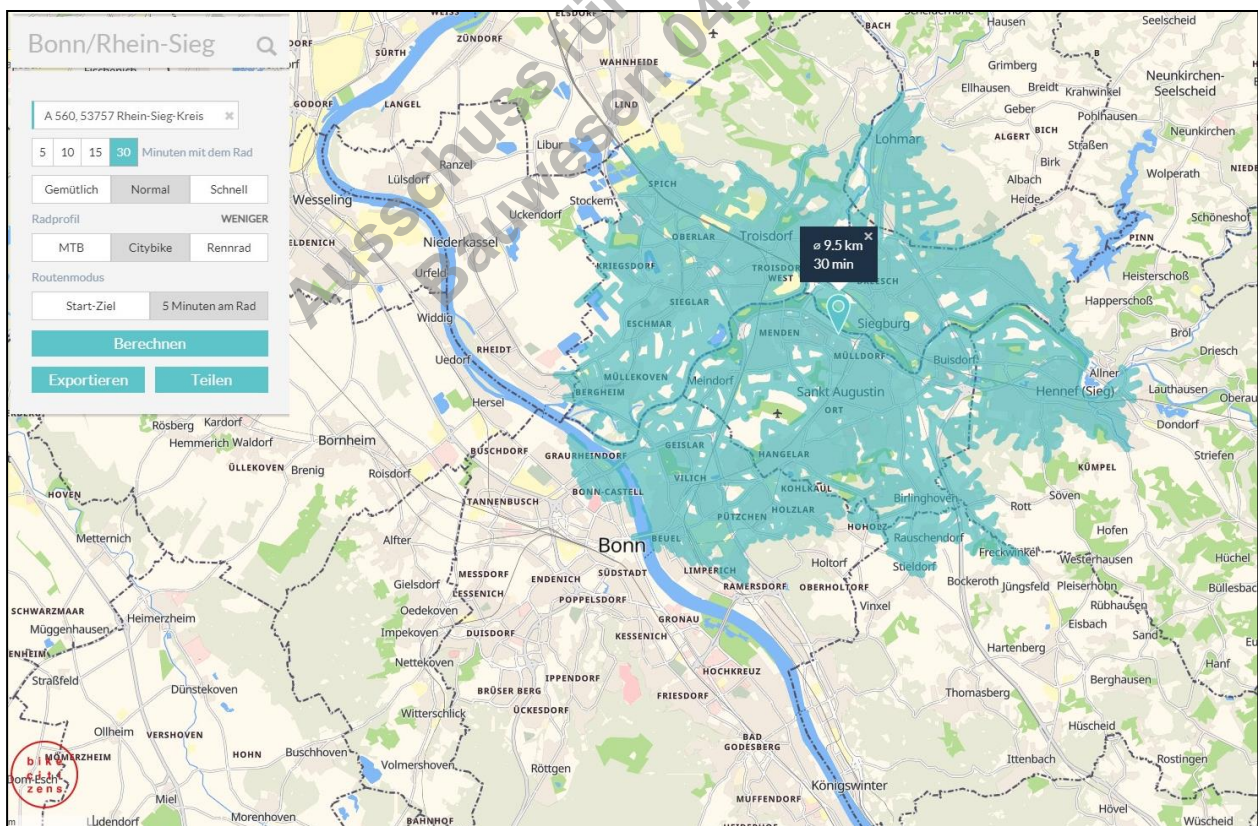 Bonn/Rhein-Sieg
A 560, 53757 Rhein-Sieg-Kreis
5 10 15 30 Minuten mit dem Rad
Gemütlich Normal Schnell
Radprofil WENIGER
MTB Citybike Rennrad
Routenmodus
Start-Ziel 5 Minuten am Rad
Berechnen
Exportieren Teilen
ø 9.5 km
30 min
Ausschuss für
Bauwesen 04.
ZÜNDORF
SÜRTH
WAHNHEIDE
BACH
Hausen
Seelscheid
Grimberg
Ellhausen Breidt Krahwinkel
Neunkirchen-
Seelscheid
Geber
Pohlhausen
LANGEL
LIND
Lohmar
ALGERT BICH
Straßen
Neunkirchen
Libur
Birk
Ranzel
Wolperath
Lülsdorf
SPICH
Albach
Heide
Wesseling
Stockem
Uckendorf
Schöneshof
PINN
Niederkassel
OBERLAR
Troisdorf
KRIEGSDORF
TROISDORF
WEST
Heisterschoß
Urfeld
SIEGLAR
Happerschoß
Widdig
ESCHMAR
MENDEN
Siegburg
Bröl
RHEIDT
Uedorf
MÜLLDORF
Buisdorf
Driesch
MÜLLEKOVEN
Meindorf
Allner
BERGHEIM
Sankt Augustin
Hennef (Sieg)
Lauthausen
Hersel
ORT
Dondorf
Rösberg Kardorf
Hemmerich Waldorf
Bornheim
BUSCHDORF
GEISLAR
HANGELAR
Striefen
ÜLLEKOVEN Brenig
Roisdorf
GRAURHEINDORF
KÜMPEL
VILICH
KOHLKAUL
HOVEN
TANNENBUSCH
BONN-CASTELL
Birlinghoven
Söven
HOLZLAR
Rott
PÜTZCHEN
Metternich
Alfter
Bonn
BEUEL
HOHOLZ
Rauschendorf
Hofen
Freckwinkel
Westerhausen
Hüchel
MESSDORF
ENDENICH
SÜDSTADT
LIMPERICH
Holtorf
Stieldorf
Gielsdorf
LESSENICH
RAMERSDORF
OBERHOLTORF
Bockeroth
Jüngsfeld
Pleiserhohn
POPPELSDORF
SCHWARZMAAR
Oedekoven
Vinxel
Rübhausen
Heimerzheim
GRONAU
Müggenhausen
Impekoven
DUISDORF
KESSENICH
Eisbach
Sand
Hartenberg
Nettekoven
HOCHKREUZ
Hanf
Straßfeld
IPPENDORF
Berghausen
Dünstekoven
BRÜSER BERG
FRIESDORF
Thomasberg
Witterschlick
ÜCKESDORF
Ollheim
VERSHOVEN
Hüscheid
BAD
GODESBERG
HOHN
Buschhoven
MÖMERZHEIM
Volmershoven
Röttgen
Ittenbach
Rostingen
bike
citi
zens
Dom-Esch
Königswinter
Miel
MUFFENDORF
Hövel
Morenhoven
Wüscheid
BAHNHOF